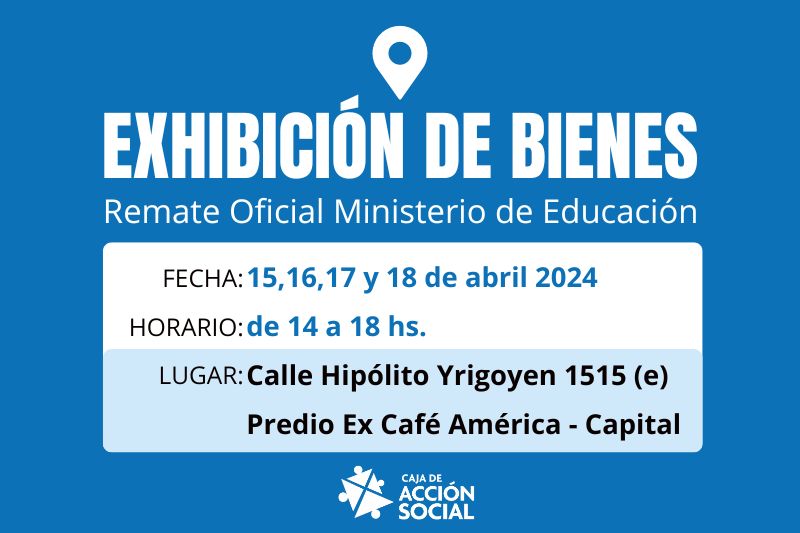 EXHIBICIÓN DE BIENES
Remate Oficial Ministerio de Educación
FECHA: 15,16,17 y 18 de abril 2024
HORARIO: de 14 a 18 hs.
LUGAR: Calle Hipólito Yrigoyen 1515 (e)
Predio Ex Café América - Capital
CAJA DE
ACCIÓN
SOCIAL